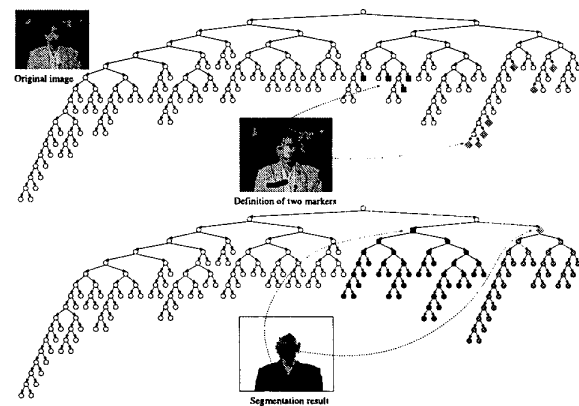 Original image
Definition of two markers
Segmentation result